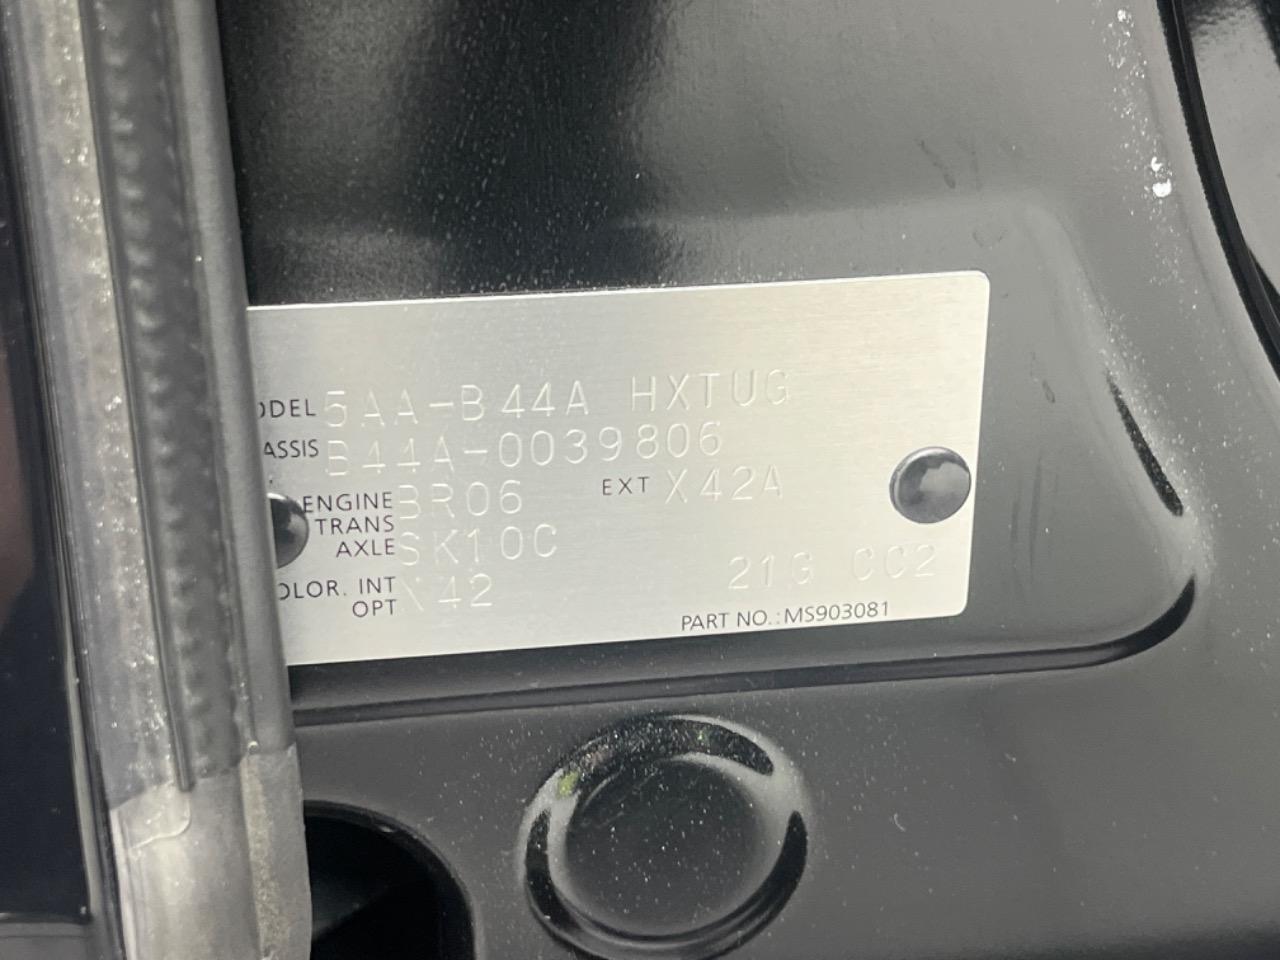 ODEL 5AA-B44A HXTUG
ASSIS B44A-0039806
ENGINE BR06 EXT X42A
TRANS
AXLE SK10C
OLOR. INT X42
OPT 21G CC2
PART NO.: MS903081